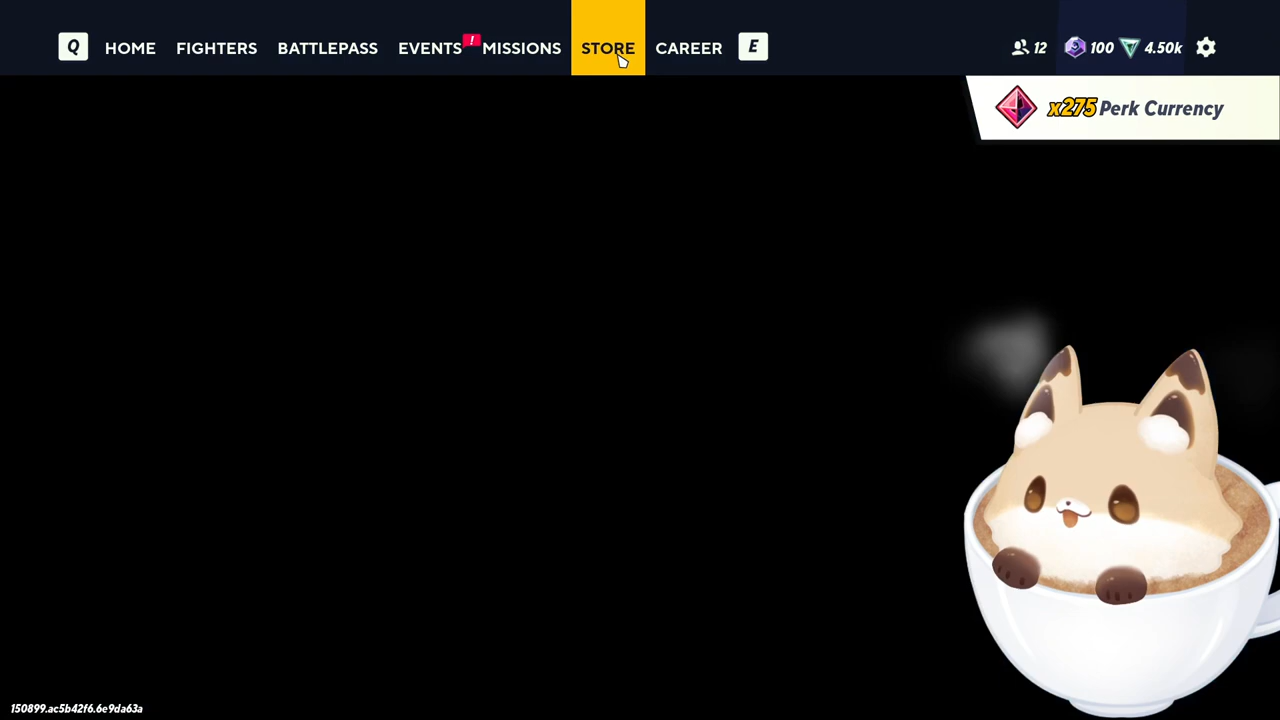 Q HOME FIGHTERS BATTLEPASS EVENTS ! MISSIONS STORE CAREER E 12 100 4.50k
x275 Perk Currency
150899.ac5b42f6.6e9da63a